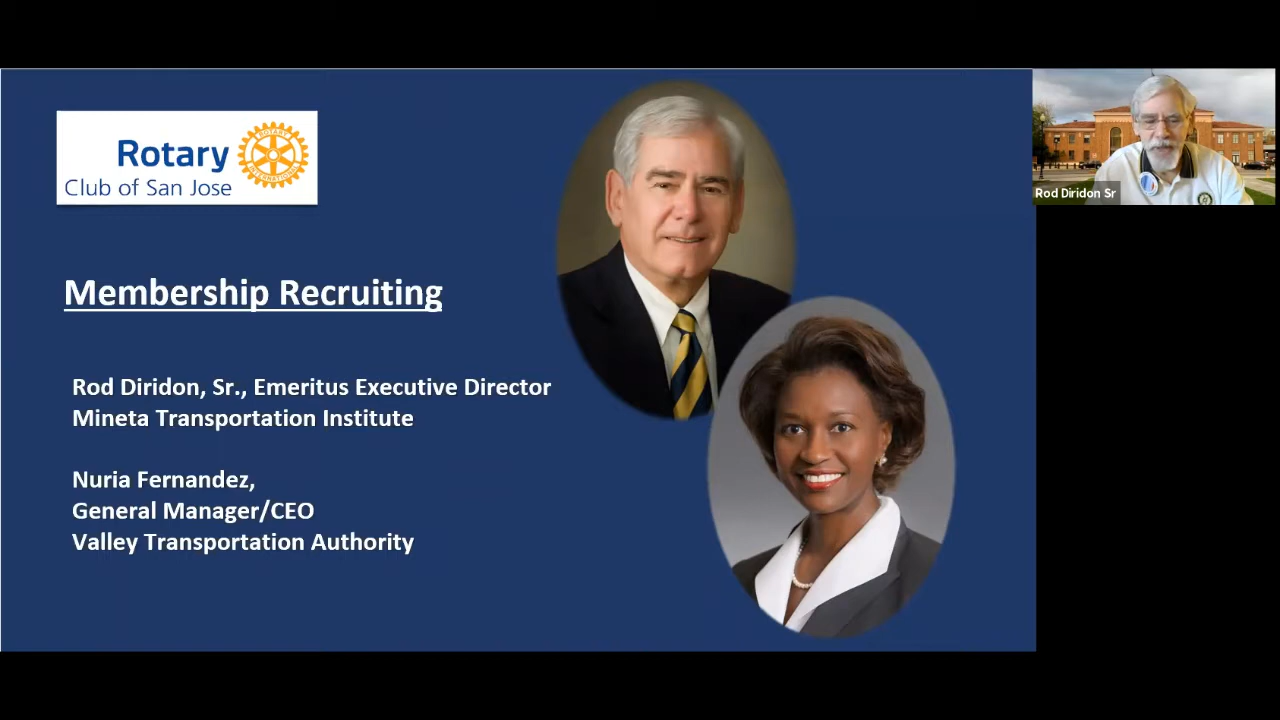 Rotary
Club of San Jose
ROTARY
INTERNATIONAL
Membership Recruiting
Rod Diridon, Sr., Emeritus Executive Director
Mineta Transportation Institute
Nuria Fernandez,
General Manager/CEO
Valley Transportation Authority
Rod Diridon Sr